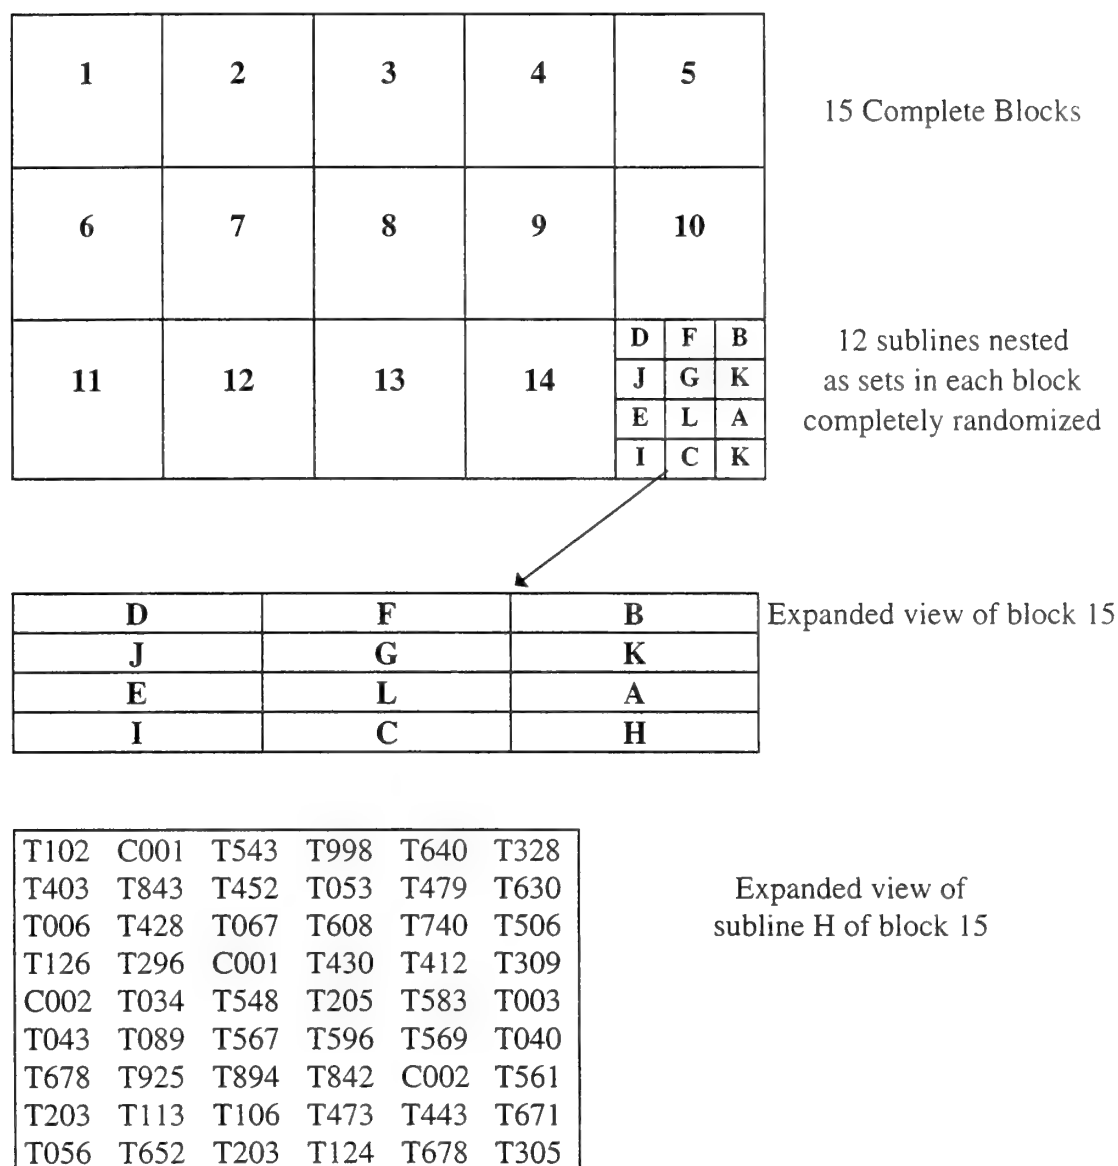 1 2 3 4 5
15 Complete Blocks
6 7 8 9 10
11 12 13 14
D F B
J G K
E L A
I C K
12 sublines nested
as sets in each block
completely randomized
D F B
J G K
E L A
I C H
Expanded view of block 15
T102 C001 T543 T998 T640 T328
T403 T843 T452 T053 T479 T630
T006 T428 T067 T608 T740 T506
T126 T296 C001 T430 T412 T309
C002 T034 T548 T205 T583 T003
T043 T089 T567 T596 T569 T040
T678 T925 T894 T842 C002 T561
T203 T113 T106 T473 T443 T671
T056 T652 T203 T124 T678 T305
Expanded view of
subline H of block 15